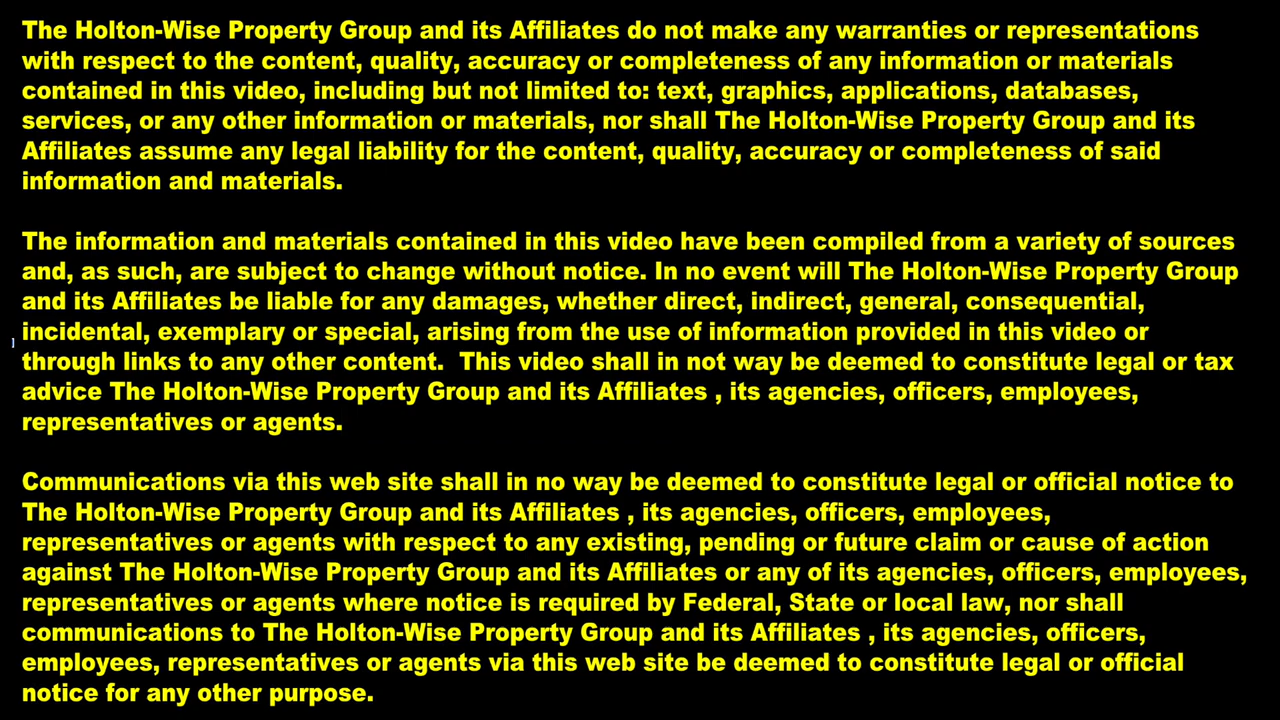 The Holton-Wise Property Group and its Affiliates do not make any warranties or representations
with respect to the content, quality, accuracy or completeness of any information or materials
contained in this video, including but not limited to: text, graphics, applications, databases,
services, or any other information or materials, nor shall The Holton-Wise Property Group and its
Affiliates assume any legal liability for the content, quality, accuracy or completeness of said
information and materials.
The information and materials contained in this video have been compiled from a variety of sources
and, as such, are subject to change without notice. In no event will The Holton-Wise Property Group
and its Affiliates be liable for any damages, whether direct, indirect, general, consequential,
incidental, exemplary or special, arising from the use of information provided in this video or
through links to any other content.  This video shall in not way be deemed to constitute legal or tax
advice The Holton-Wise Property Group and its Affiliates , its agencies, officers, employees,
representatives or agents.
Communications via this web site shall in no way be deemed to constitute legal or official notice to
The Holton-Wise Property Group and its Affiliates , its agencies, officers, employees,
representatives or agents with respect to any existing, pending or future claim or cause of action
against The Holton-Wise Property Group and its Affiliates or any of its agencies, officers, employees,
representatives or agents where notice is required by Federal, State or local law, nor shall
communications to The Holton-Wise Property Group and its Affiliates , its agencies, officers,
employees, representatives or agents via this web site be deemed to constitute legal or official
notice for any other purpose.